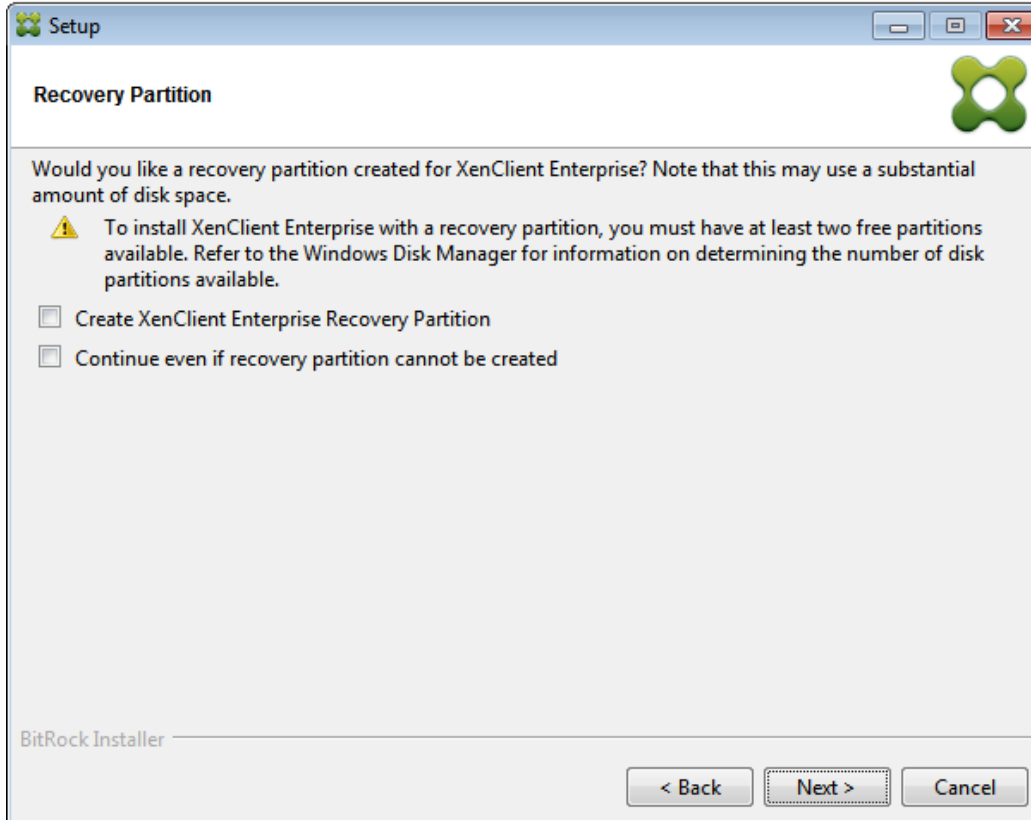 Setup
Recovery Partition
Would you like a recovery partition created for XenClient Enterprise? Note that this may use a substantial
amount of disk space.
To install XenClient Enterprise with a recovery partition, you must have at least two free partitions
available. Refer to the Windows Disk Manager for information on determining the number of disk
partitions available.
Create XenClient Enterprise Recovery Partition
Continue even if recovery partition cannot be created
BitRock Installer
< Back
Next >
Cancel